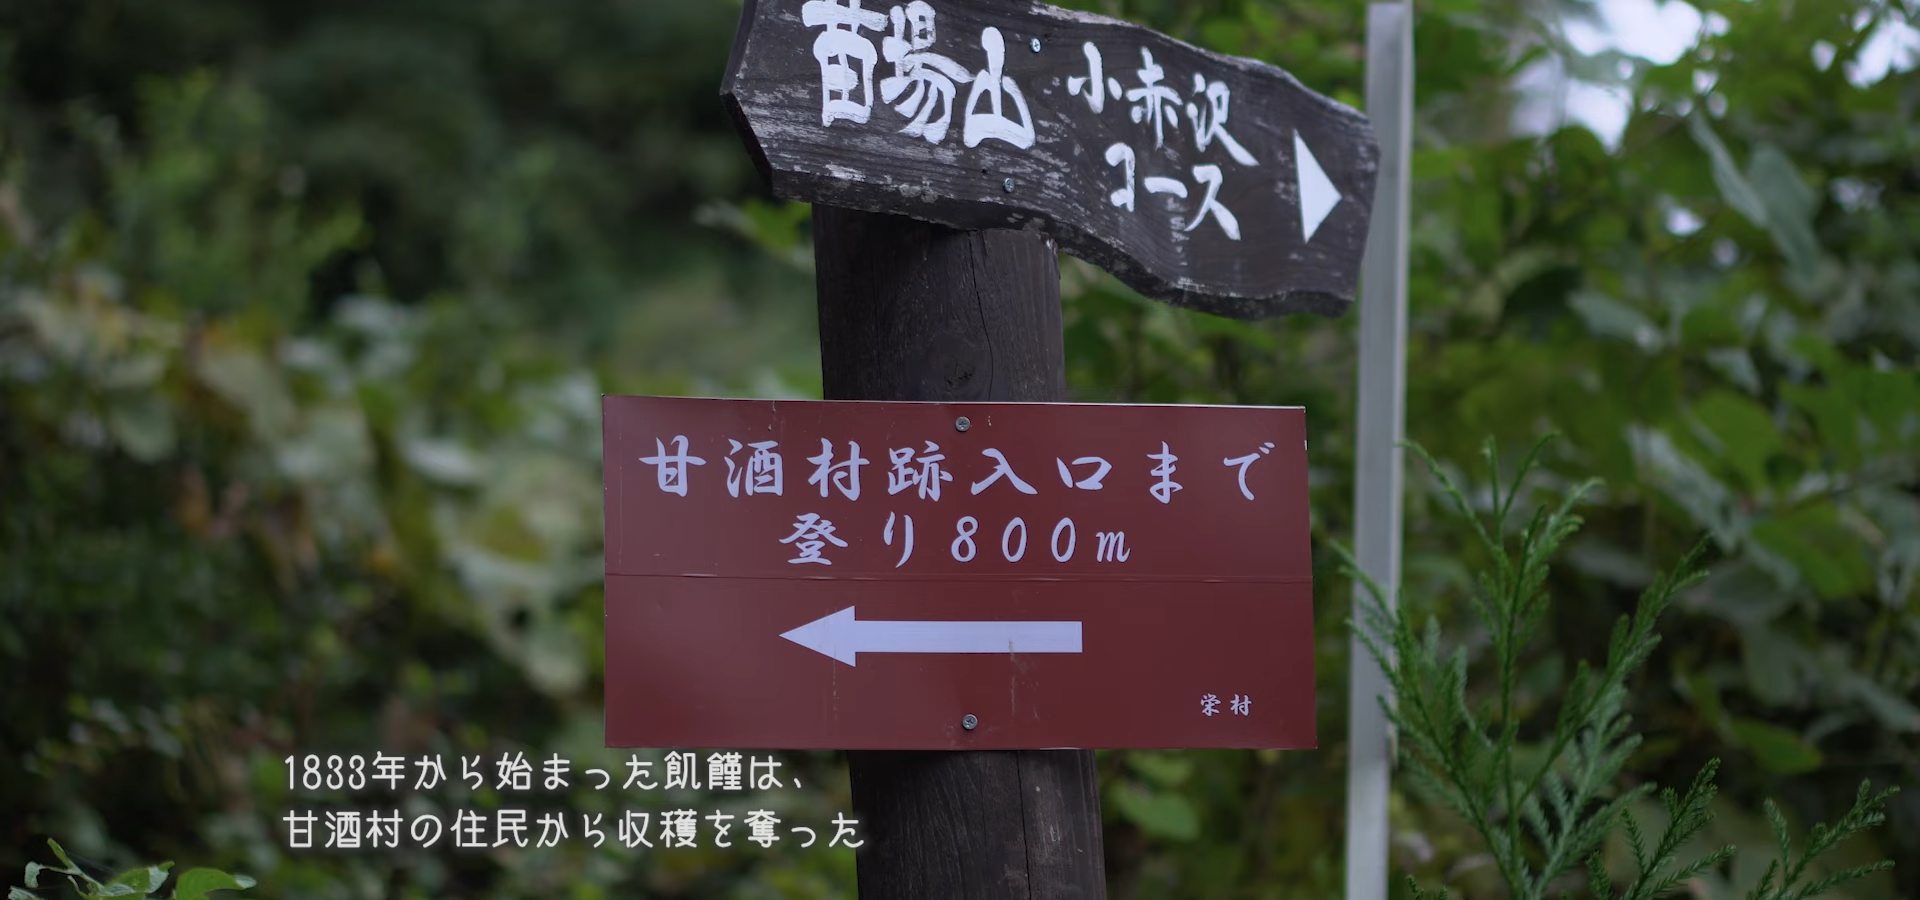 苗場山 小赤沢
コース
甘酒村跡入口まで
登り800m
栄村
1833年から始まった飢饉は、
甘酒村の住民から収穫を奪った